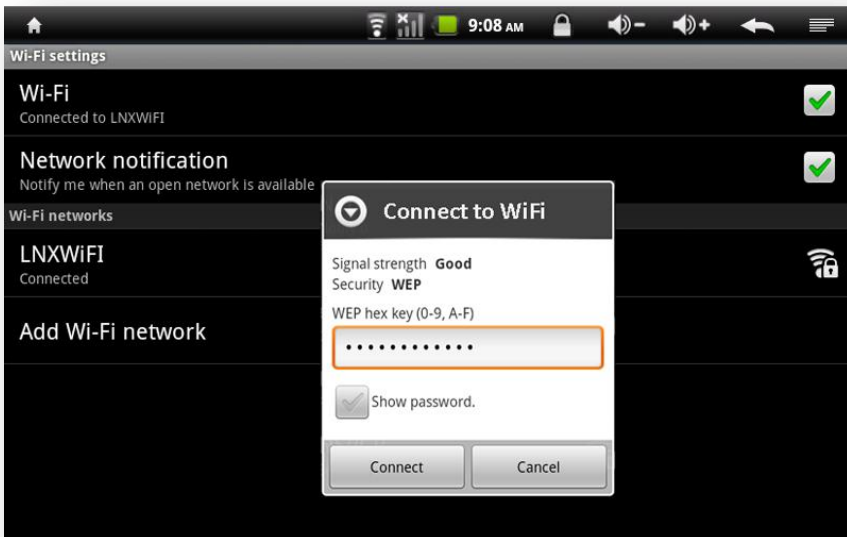 9:08 AM
Wi-Fi settings
Wi-Fi
Connected to LNXWiFI
Network notification
Notify me when an open network is available
Wi-Fi networks
LNXWiFI
Connected
Add Wi-Fi network
Connect to WiFi
Signal strength Good
Security WEP
WEP hex key (0-9, A-F)
••••••••••••
Show password.
Connect Cancel